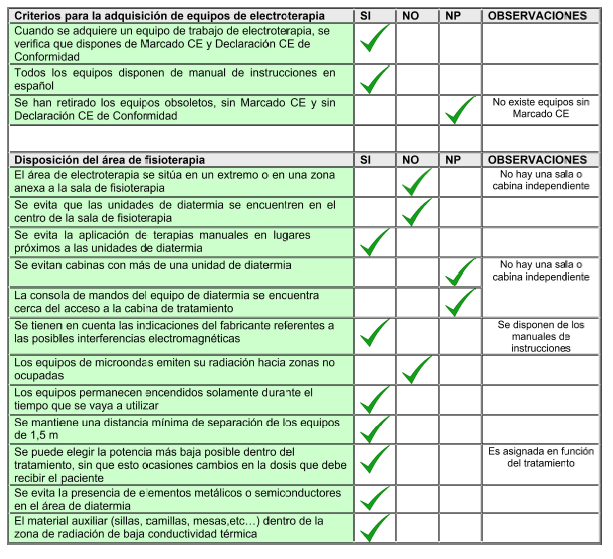 Criterios para la adquisición de equipos de electroterapia SI NO NP OBSERVACIONES
Cuando se adquiere un equipo de trabajo de electroterapia, se
verifica que dispones de Marcado CE y Declaración CE de
Conformidad
Todos los equipos disponen de manual de instrucciones en
español
Se han retirado los equipos obsoletos, sin Marcado CE y sin
Declaración CE de Conformidad
No existe equipos sin
Marcado CE
Disposición del área de fisioterapia SI NO NP OBSERVACIONES
El área de electroterapia se sitúa en un extremo o en una zona
anexa a la sala de fisioterapia
No hay una sala o
cabina independiente
Se evita que las unidades de diatermia se encuentren en el
centro de la sala de fisioterapia
Se evita la aplicación de terapias manuales en lugares
próximos a las unidades de diatermia
Se evitan cabinas con más de una unidad de diatermia
No hay una sala o
cabina independiente
La consola de mandos del equipo de diatermia se encuentra
cerca del acceso a la cabina de tratamiento
Se tienen en cuenta las indicaciones del fabricante referentes a
las posibles interferencias electromagnéticas
Se disponen de los
manuales de
instrucciones
Los equipos de microondas emiten su radiación hacia zonas no
ocupadas
Los equipos permanecen encendidos solamente durante el
tiempo que se vaya a utilizar
Se mantiene una distancia mínima de separación de los equipos
de 1,5 m
Se puede elegir la potencia más baja posible dentro del
tratamiento, sin que esto ocasiones cambios en la dosis que debe
recibir el paciente
Es asignada en función
del tratamiento
Se evita la presencia de elementos metálicos o semiconductores
en el área de diatermia
El material auxiliar (sillas, camillas, mesas,etc…) dentro de la
zona de radiación de baja conductividad térmica